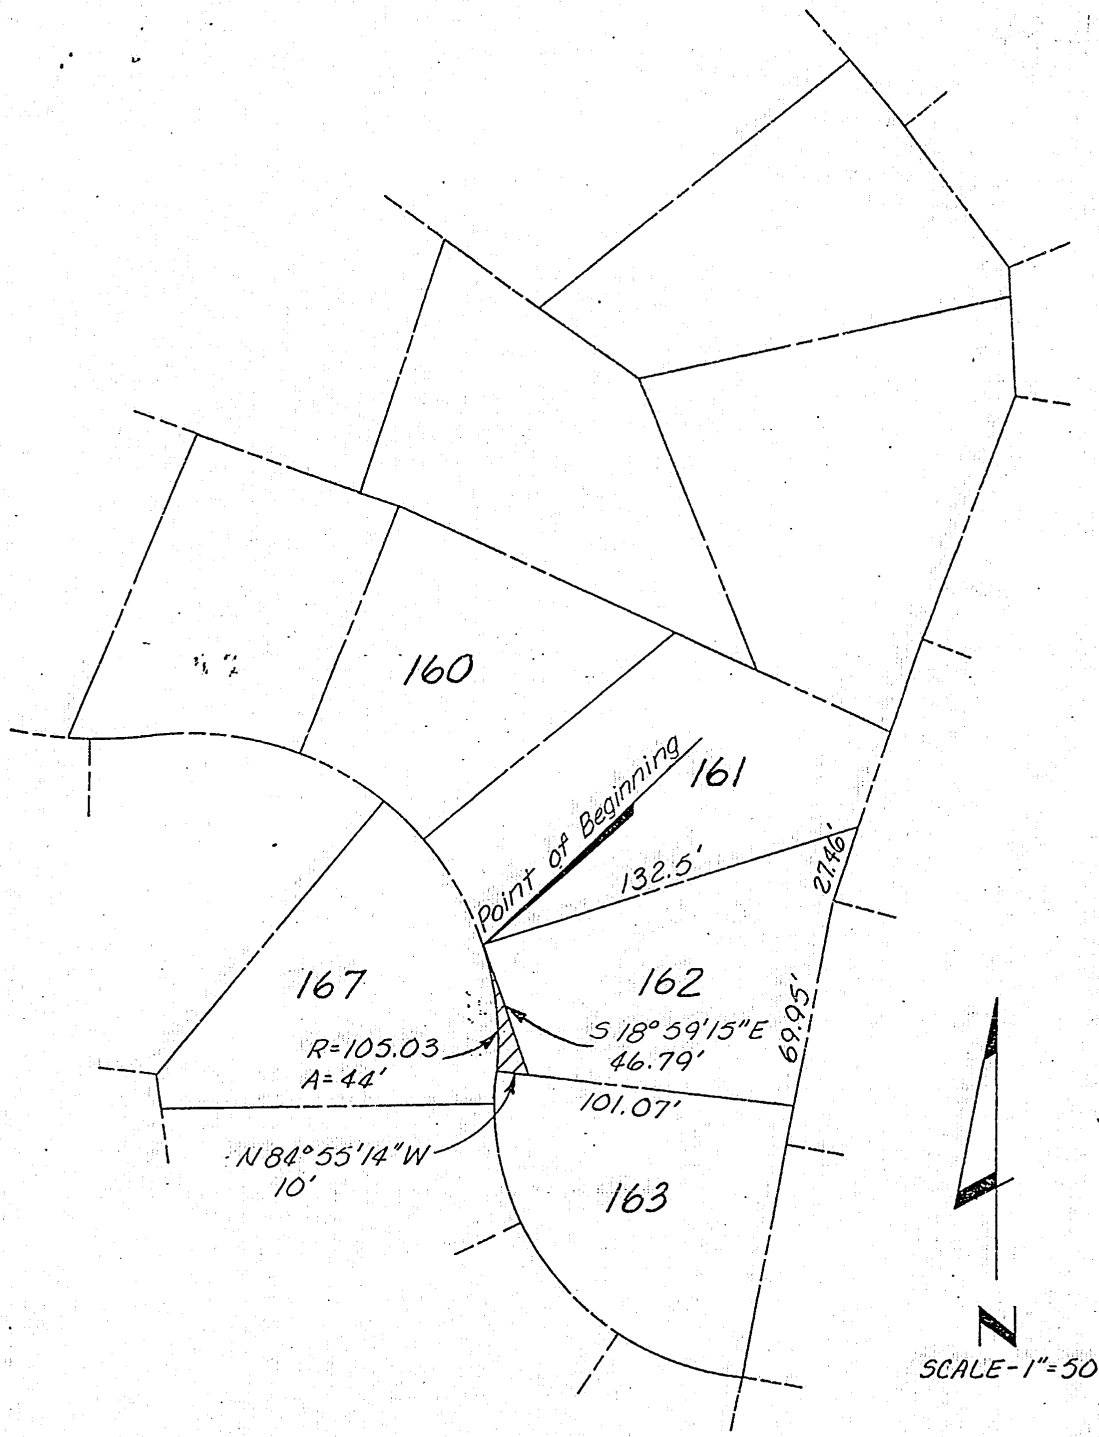 160
Point of Beginning
161
132.5'
27.46'
167
162
69.95'
R=105.03
A=44'
S 18°59'15"E
46.79'
101.07'
N 84°55'14"W
10'
163
N
SCALE-1"=50